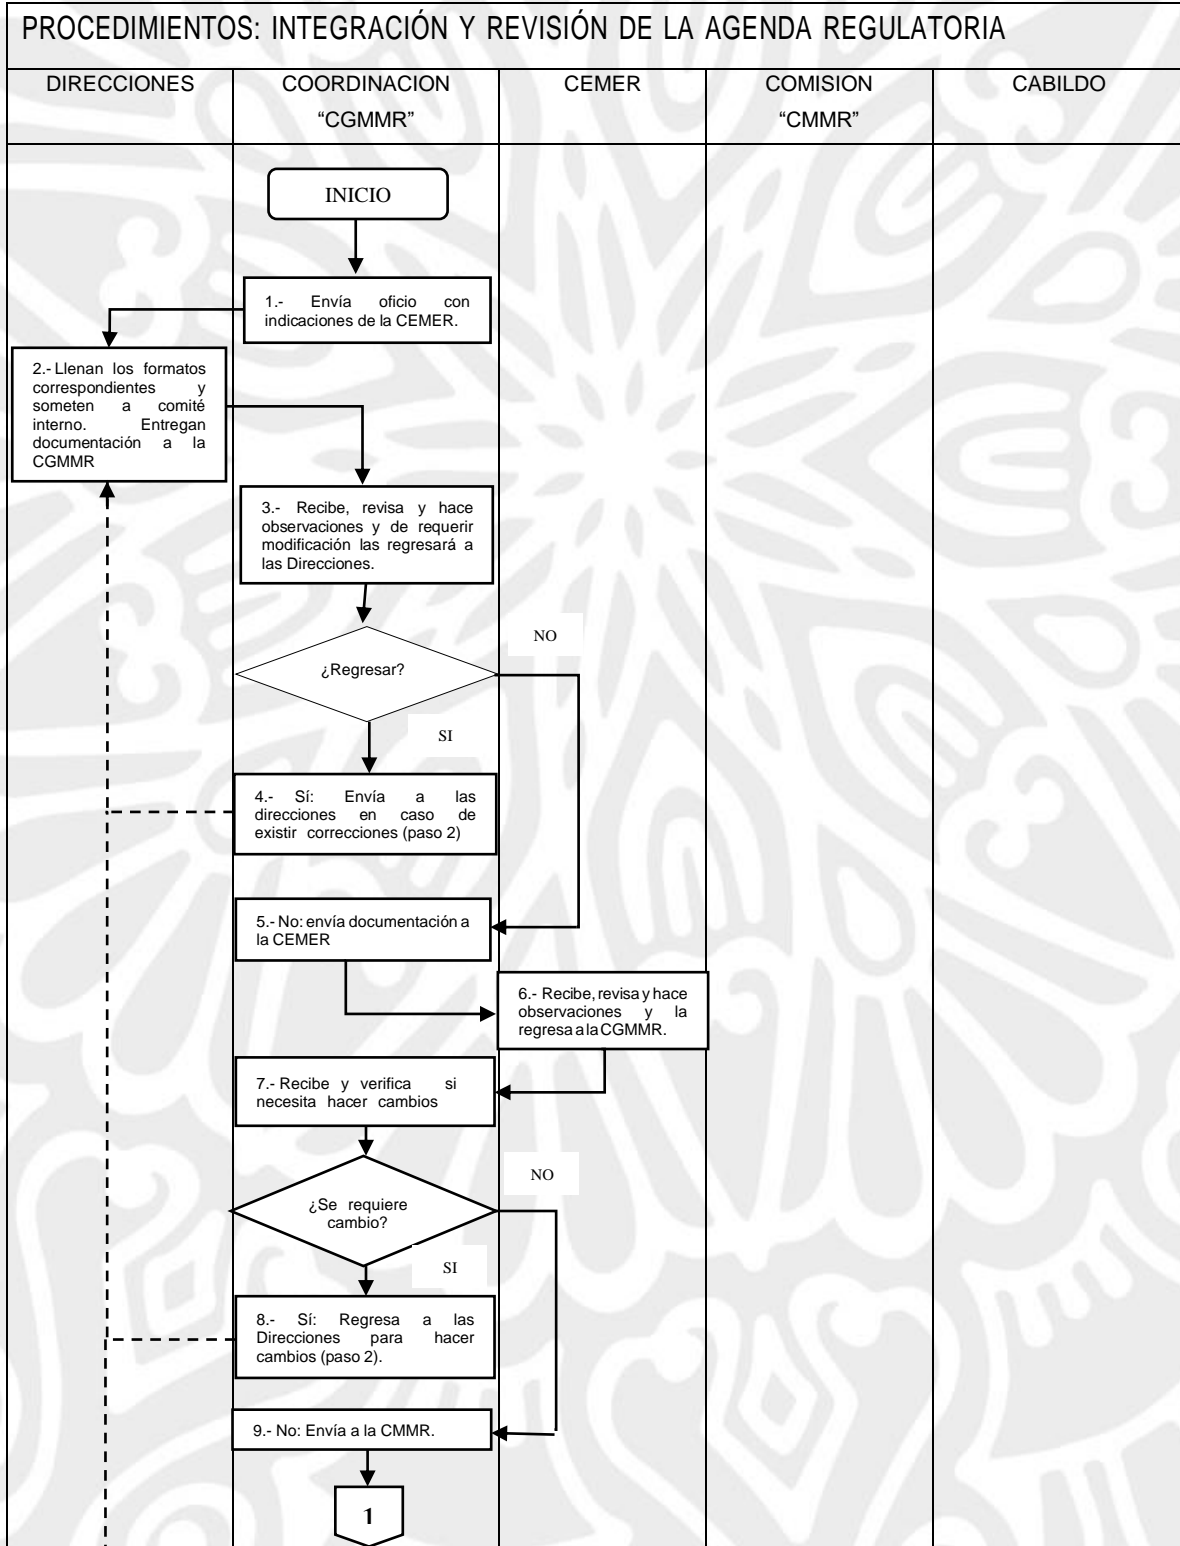 PROCEDIMIENTOS: INTEGRACIÓN Y REVISIÓN DE LA AGENDA REGULATORIA
DIRECCIONES
COORDINACION
“CGMMR”
CEMER
COMISION
“CMMR”
CABILDO
INICIO
1.- Envía oficio con
indicaciones de la CEMER.
2.- Llenan los formatos
correspondientes y
someten a comité
interno. Entregan
documentación a la
CGMMR
3.- Recibe, revisa y hace
observaciones y de requerir
modificación las regresará a
las Direcciones.
¿Regresar?
NO
SI
4.- Sí: Envía a las
direcciones en caso de
existir correcciones (paso 2)
5.- No: envía documentación a
la CEMER
6.- Recibe, revisa y hace
observaciones y la
regresa a la CGMMR.
7.- Recibe y verifica si
necesita hacer cambios
¿Se requiere
cambio?
NO
SI
8.- Sí: Regresa a las
Direcciones para hacer
cambios (paso 2).
9.- No: Envía a la CMMR.
1